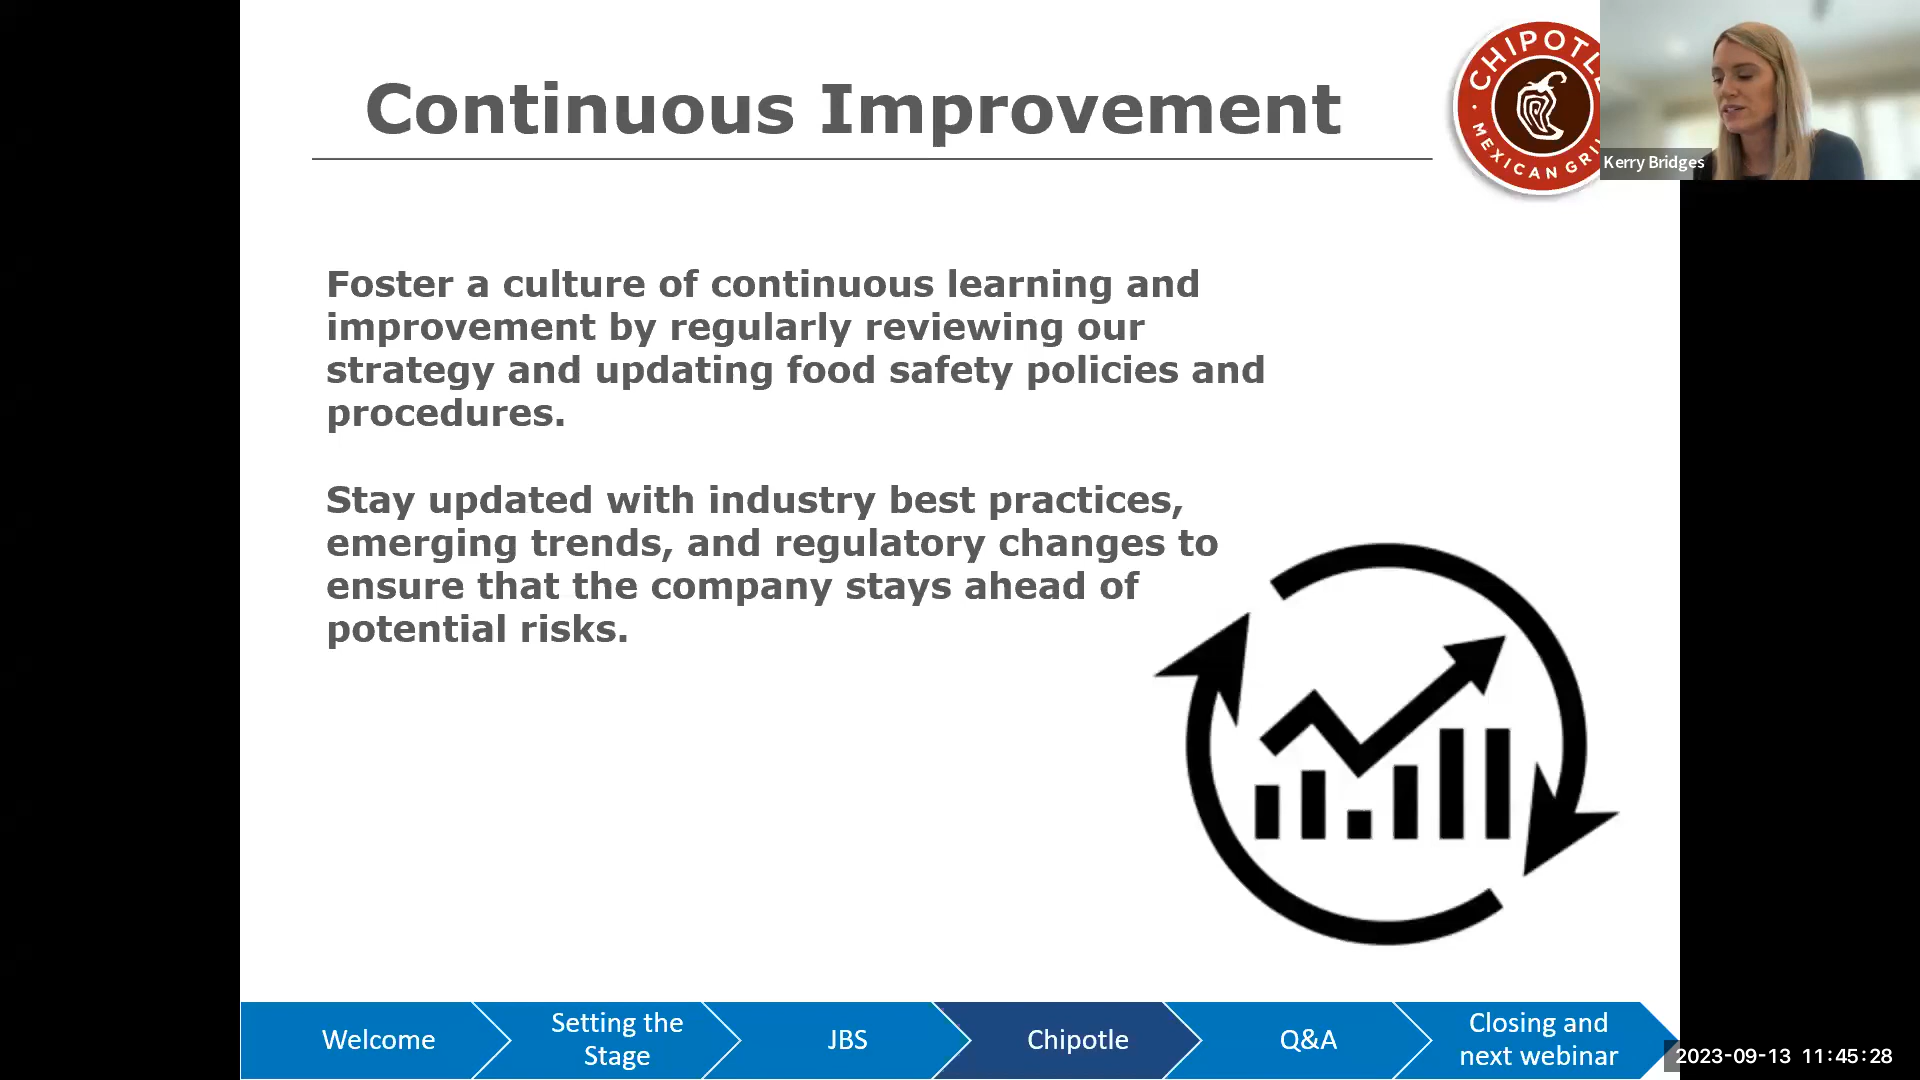 Continuous Improvement
CHIPOTLE
MEXICAN GRI
Kerry Bridges
Foster a culture of continuous learning and
improvement by regularly reviewing our
strategy and updating food safety policies and
procedures.
Stay updated with industry best practices,
emerging trends, and regulatory changes to
ensure that the company stays ahead of
potential risks.
Welcome
Setting the
Stage
JBS
Chipotle
Q&A
Closing and
next webinar
2023-09-13 11:45:28